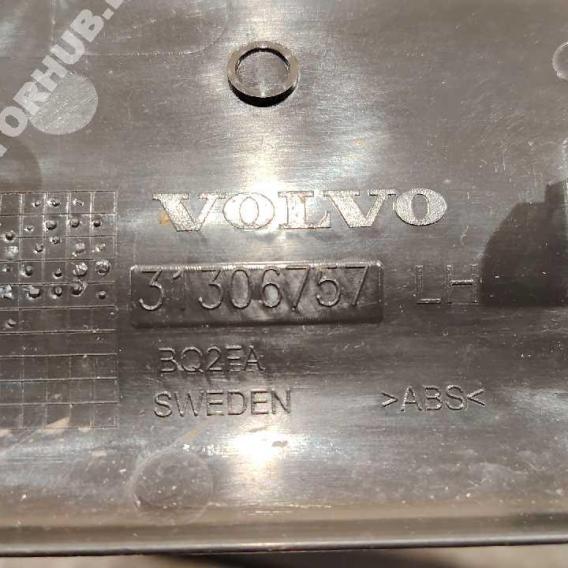 VOLVO
31306757 LH
BQ2FA
SWEDEN >ABS<